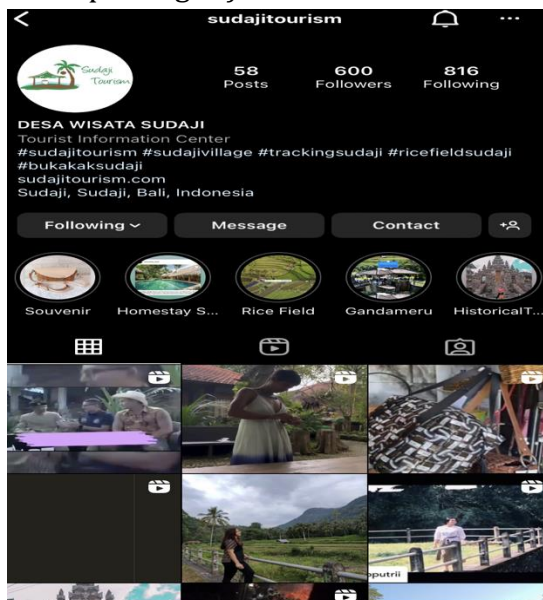 sudajitourism
Sudaji
Tourism
58
600
816
Posts
Followers
Following
DESA WISATA SUDAJI
Tourist Information Center
#sudajitourism #sudajivillage #trackingsudaji #ricefieldsudaji
#bukakaksudaji
sudajitourism.com
Sudaji, Sudaji, Bali, Indonesia
Following
Message
Contact
Souvenir
Homestay S...
Rice Field
Gandameru
HistoricalT...
oputrii